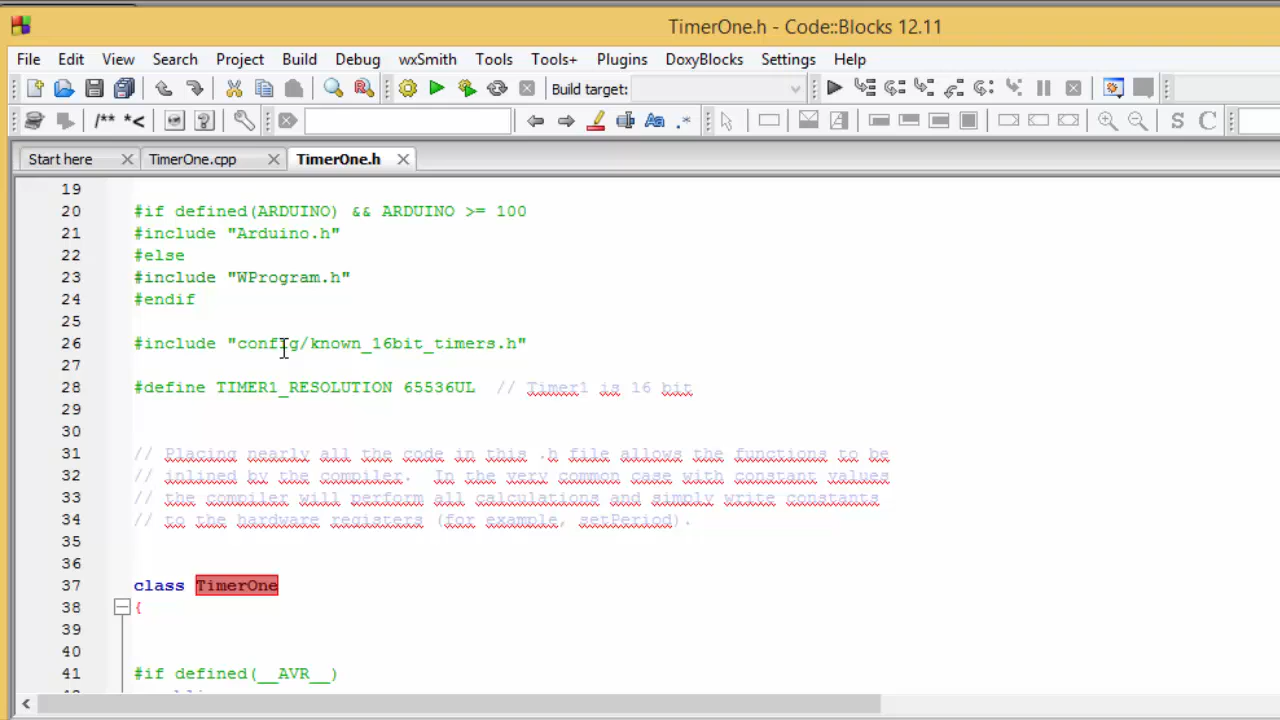 TimerOne.h - Code::Blocks 12.11
File Edit View Search Project Build Debug wxSmith Tools Tools+ Plugins DoxyBlocks Settings Help
Build target:
/** *<
.*
S C
Start here TimerOne.cpp TimerOne.h
19
20 #if defined(ARDUINO) && ARDUINO >= 100
21 #include "Arduino.h"
22 #else
23 #include "WProgram.h"
24 #endif
25
26 #include "config/known_16bit_timers.h"
27
28 #define TIMER1_RESOLUTION 65536UL // Timer1 is 16 bit
29
30
31 // Placing nearly all the code in this .h file allows the functions to be
32 // inlined by the compiler. In the very common case with constant values
33 // the compiler will perform all calculations and simply write constants
34 // to the hardware registers (for example, setPeriod).
35
36
37 class TimerOne
38 {
39
40
41 #if defined(__AVR__)